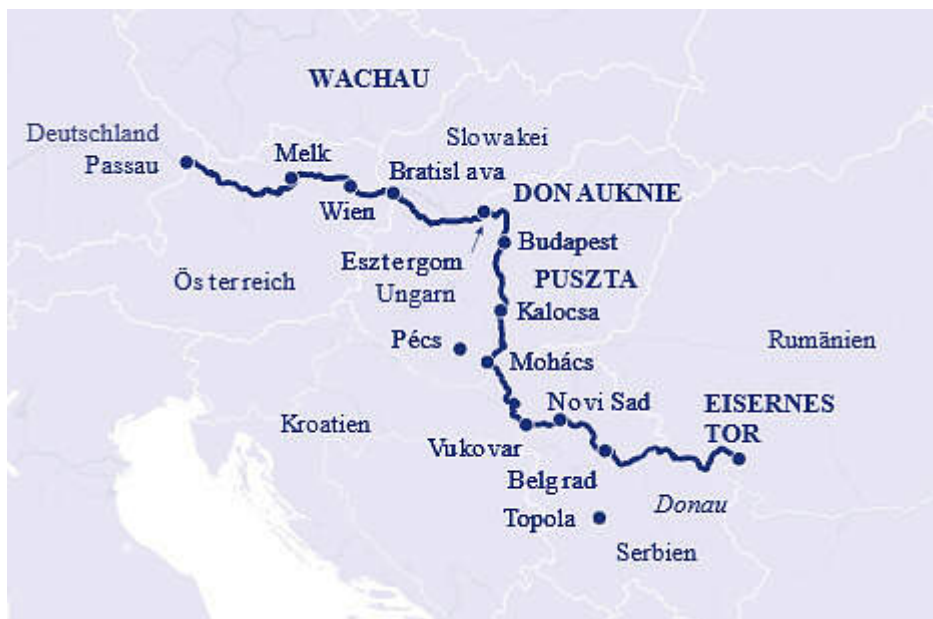 WACHAU
Deutschland
Passau
Melk
Slowakei
Bratislava
Wien
DONAUKNIE
Esztergom
Ungarn
Budapest
Österreich
PUSZTA
Kalocsa
Pécs
Mohács
Rumänien
Kroatien
Novi Sad
EISERNES
TOR
Vukovar
Belgrad
Donau
Topola
Serbien